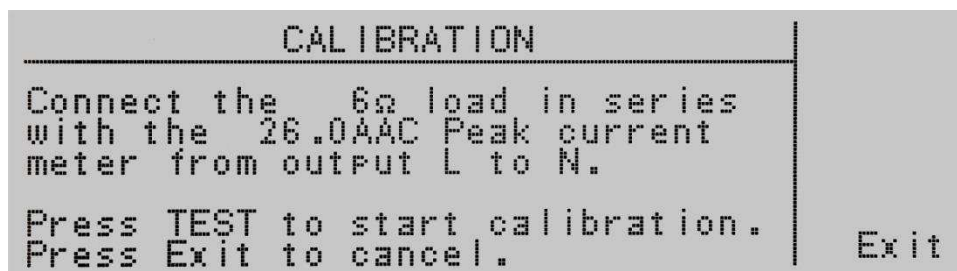 CALIBRATION
Connect the 6Ω load in series
with the 26.0AAC Peak current
meter from output L to N.
Press TEST to start calibration.
Press Exit to cancel.
Exit